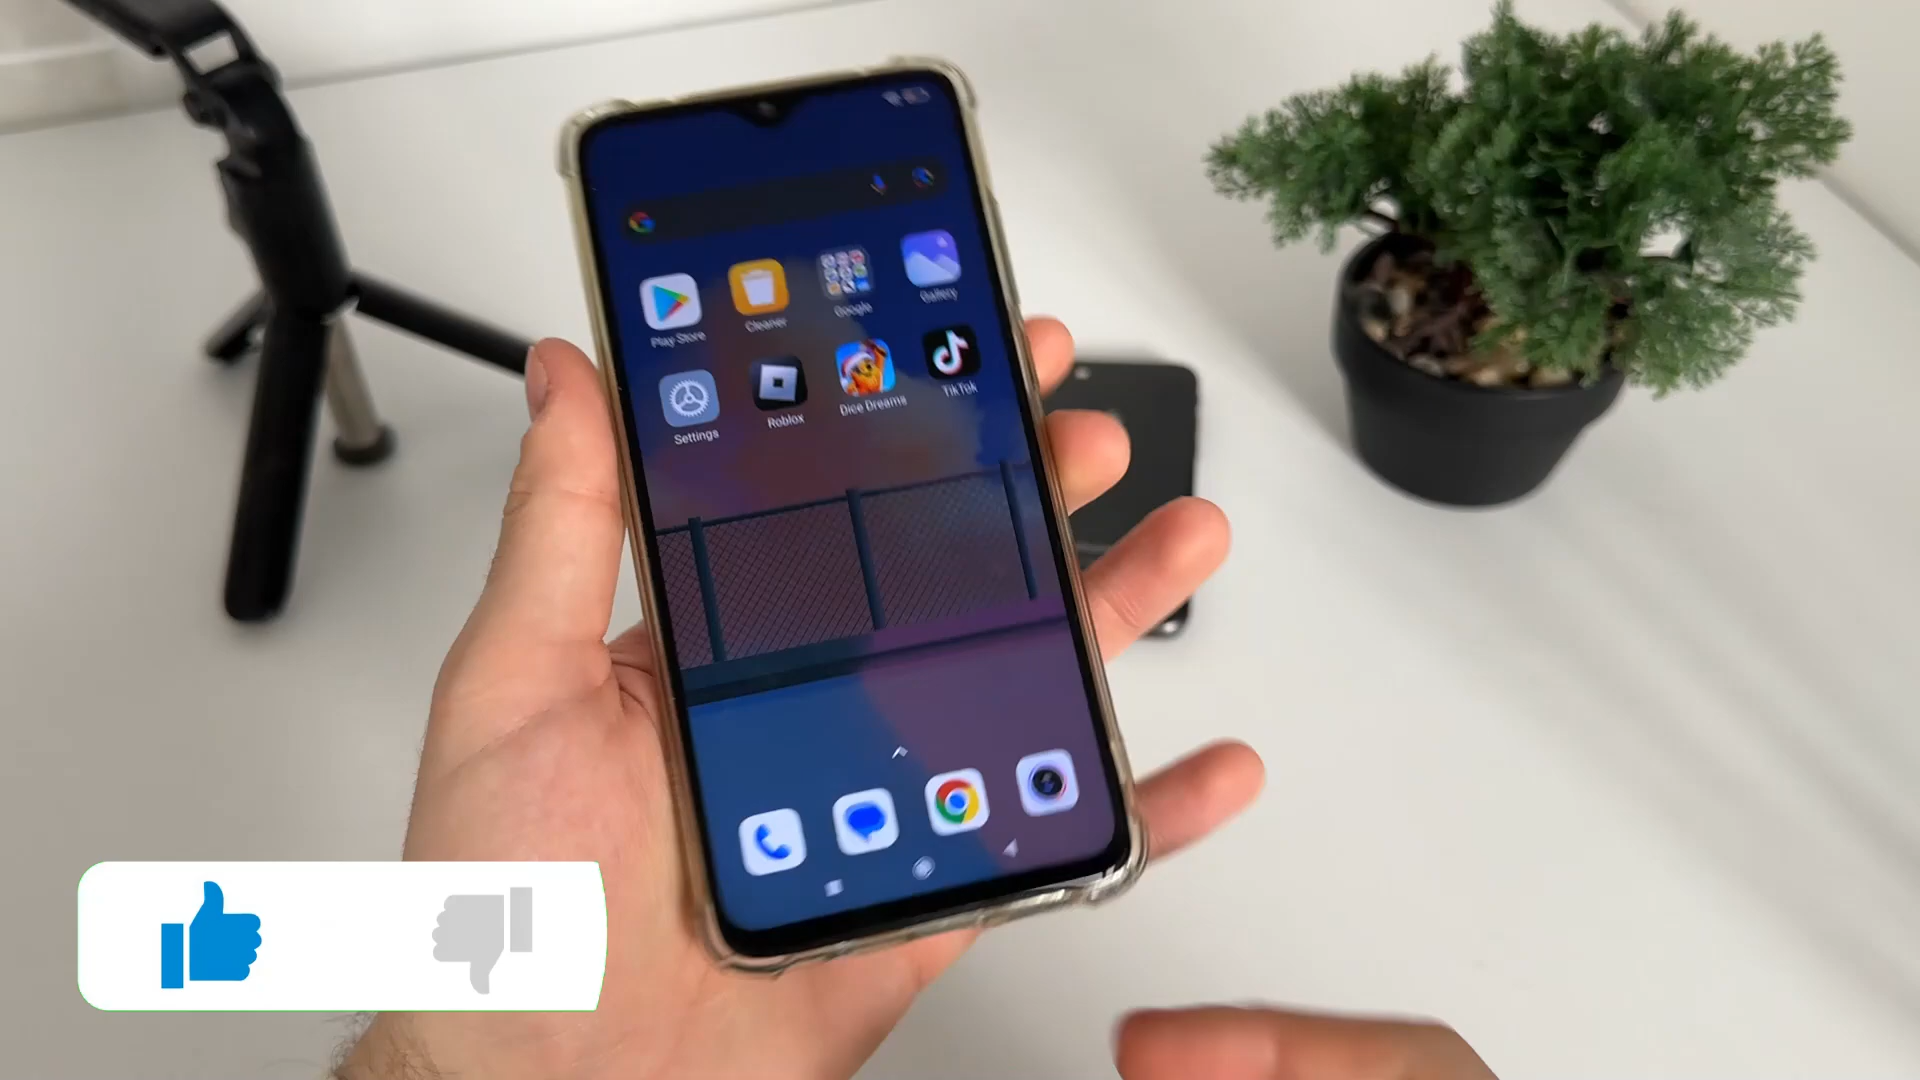 Play Store
Cleaner
Google
Gallery
Settings
Roblox
Dice Dreams
TikTok